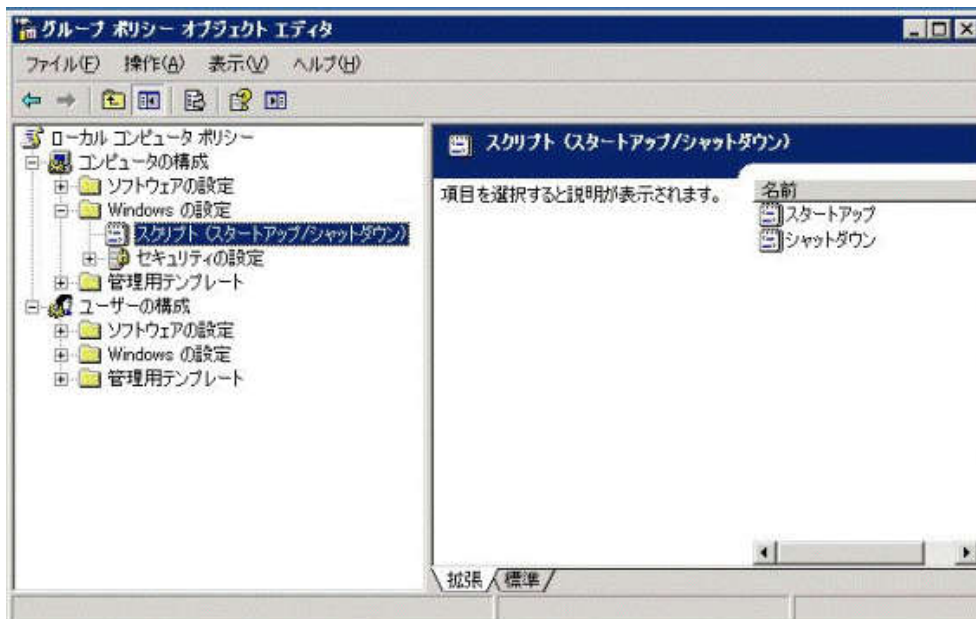 グループ ポリシー オブジェクト エディタ
ファイル(F) 操作(A) 表示(V) ヘルプ(H)
ローカル コンピュータ ポリシー
コンピュータの構成
ソフトウェアの設定
Windows の設定
スクリプト (スタートアップ/シャットダウン)
セキュリティの設定
管理用テンプレート
ユーザーの構成
ソフトウェアの設定
Windows の設定
管理用テンプレート
スクリプト (スタートアップ/シャットダウン)
項目を選択すると説明が表示されます。
名前
スタートアップ
シャットダウン
拡張 標準